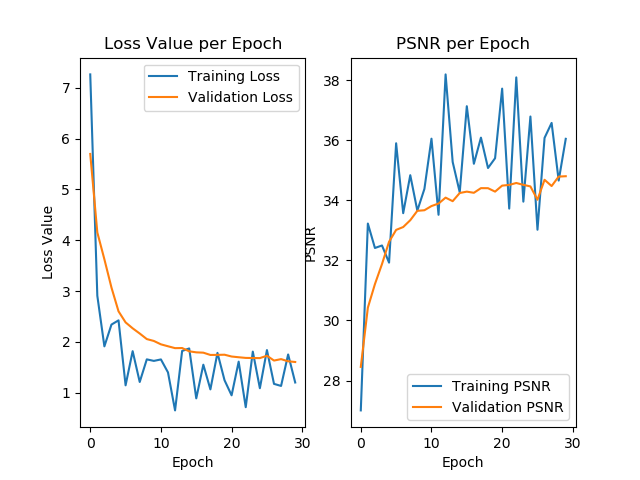 Loss Value per Epoch
Training Loss
Validation Loss
7
6
5
4
3
2
1
Loss Value
0
10
20
30
Epoch
PSNR per Epoch
38
36
34
32
30
28
PSNR
Training PSNR
Validation PSNR
0
10
20
30
Epoch